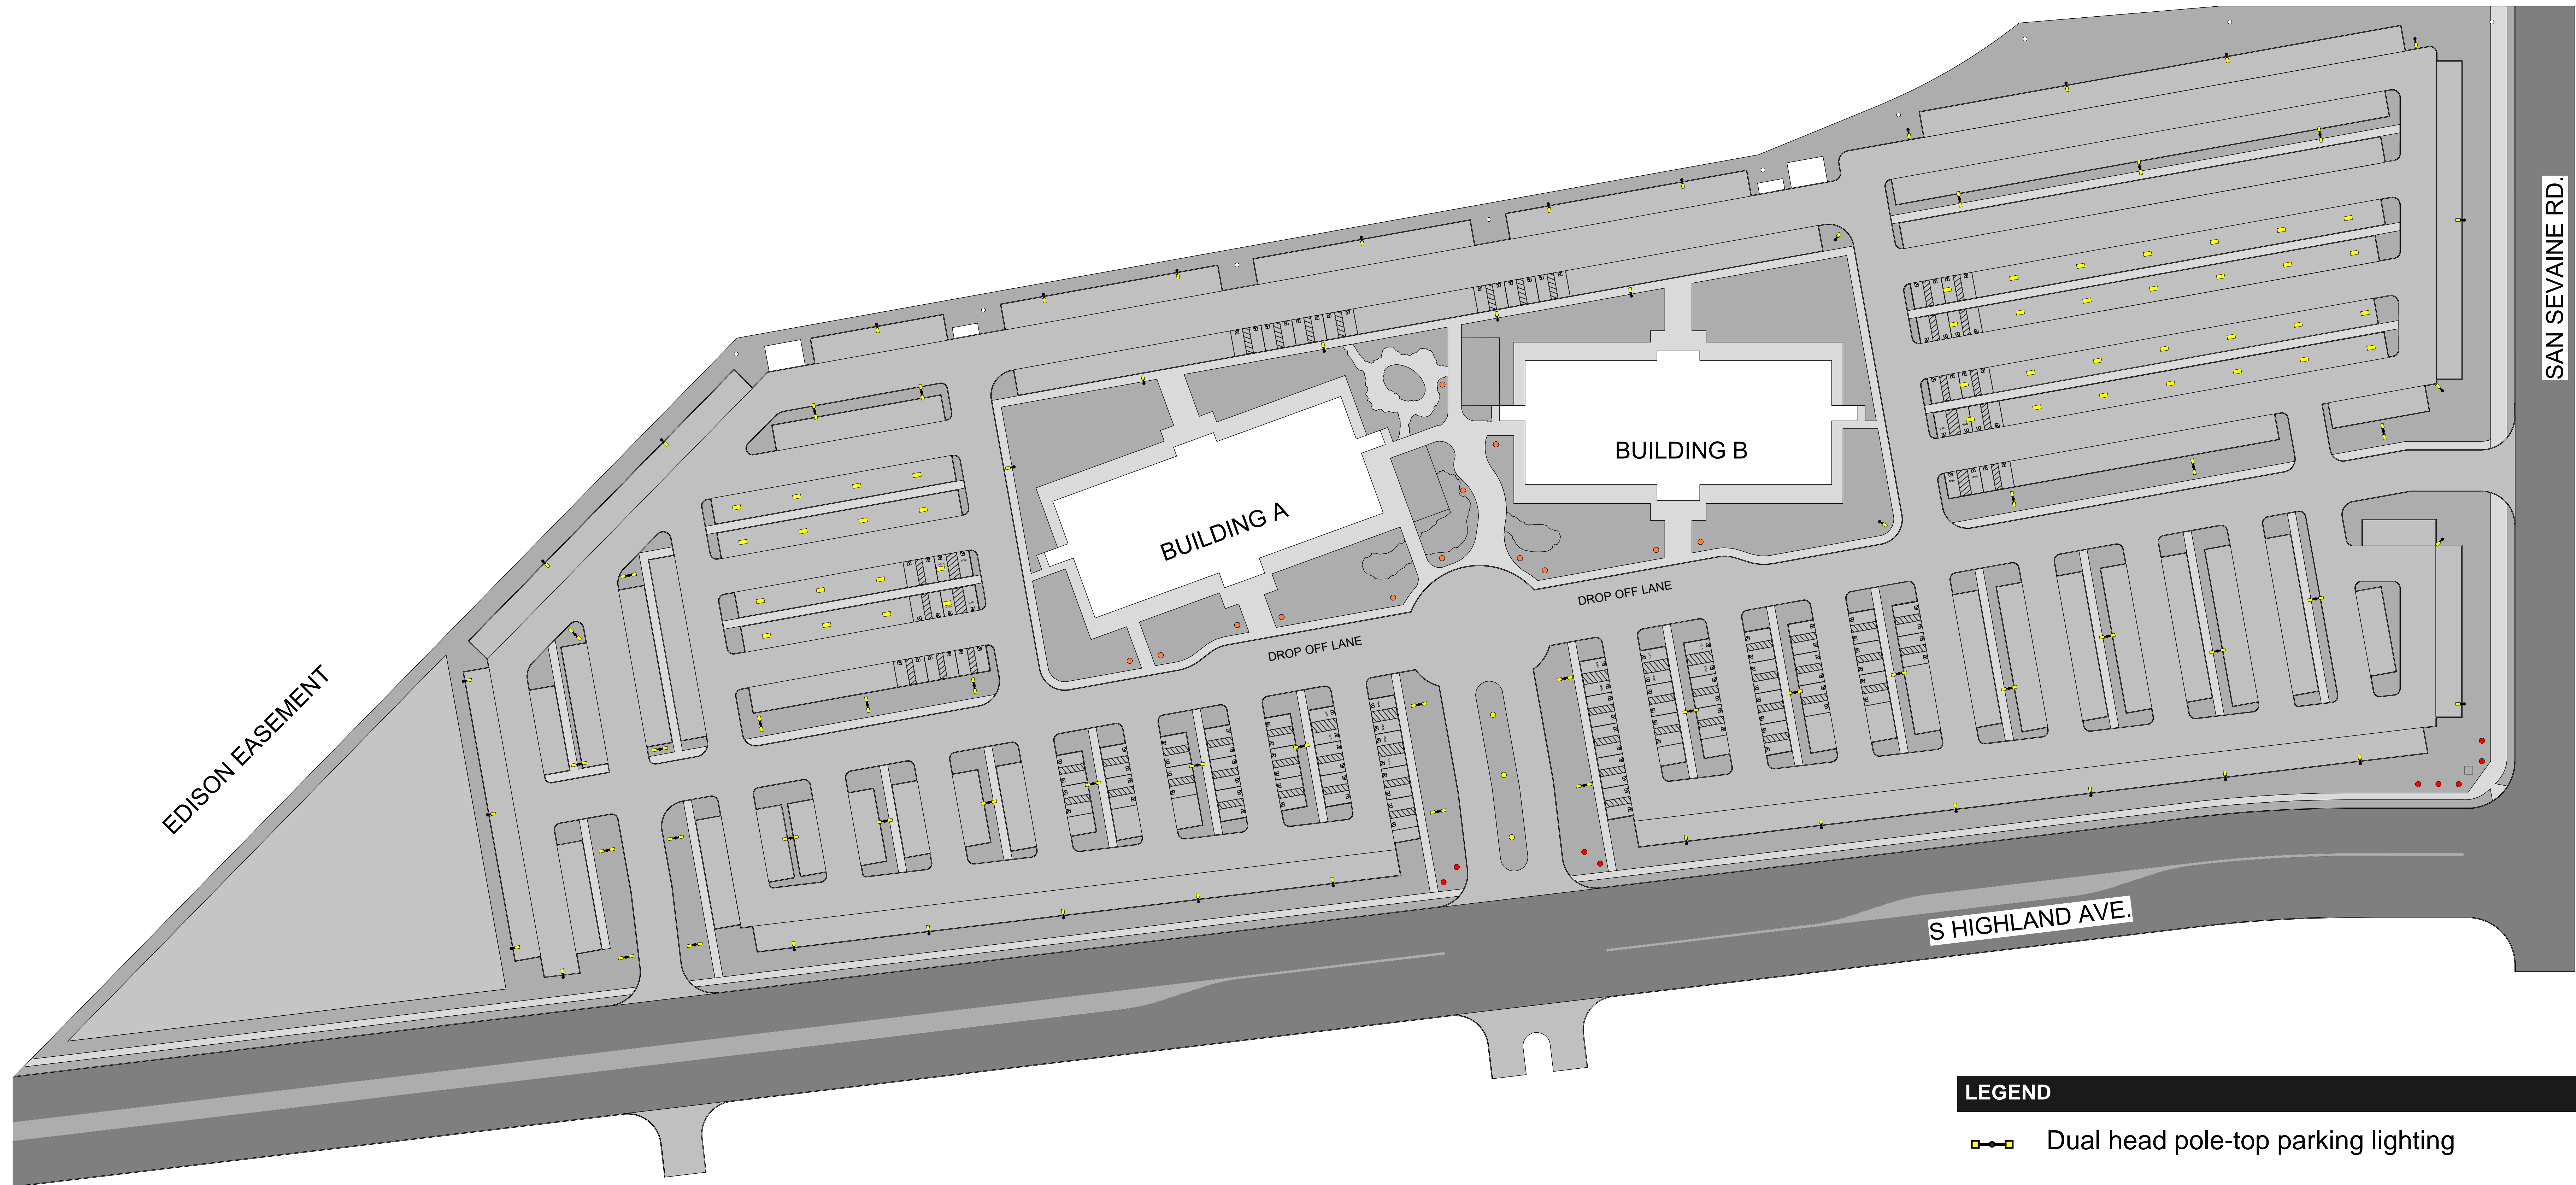 SAN SEVAINE RD.
BUILDING B
BUILDING A
DROP OFF LANE
DROP OFF LANE
EDISON EASEMENT
S HIGHLAND AVE.
LEGEND
Dual head pole-top parking lighting